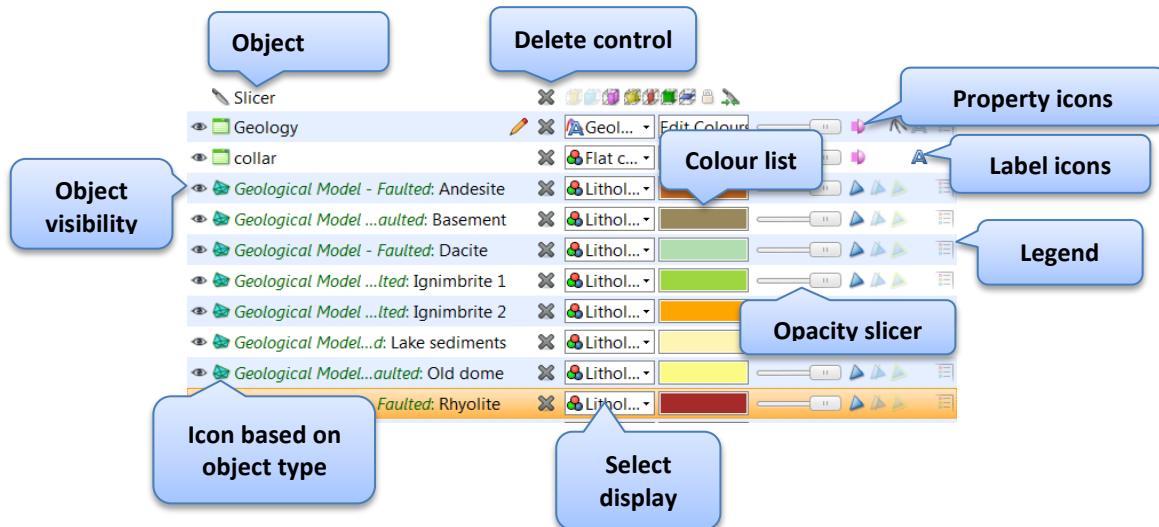 Object
Delete control
Slicer
Property icons
Geology
Geol...
Edit Colours
collar
Flat c...
Colour list
Label icons
Object
visibility
Geological Model - Faulted: Andesite
Lithol...
Geological Model ...aulted: Basement
Lithol...
Geological Model - Faulted: Dacite
Lithol...
Legend
Geological Model ...lted: Ignimbrite 1
Lithol...
Geological Model ...lted: Ignimbrite 2
Lithol...
Opacity slicer
Geological Model...d: Lake sediments
Lithol...
Geological Model...aulted: Old dome
Lithol...
Faulted: Rhyolite
Lithol...
Icon based on
object type
Select
display